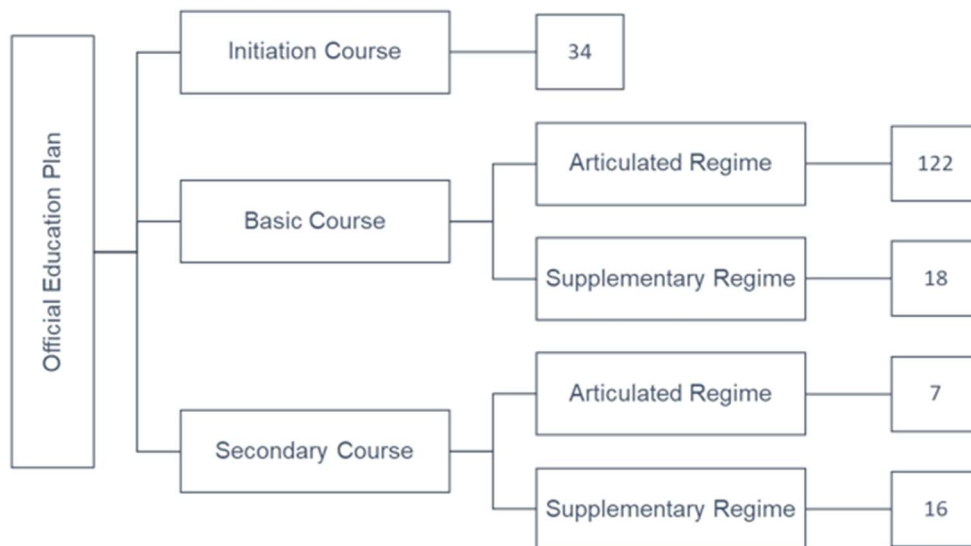 Official Education Plan
Initiation Course
34
Basic Course
Articulated Regime
122
Supplementary Regime
18
Secondary Course
Articulated Regime
7
Supplementary Regime
16